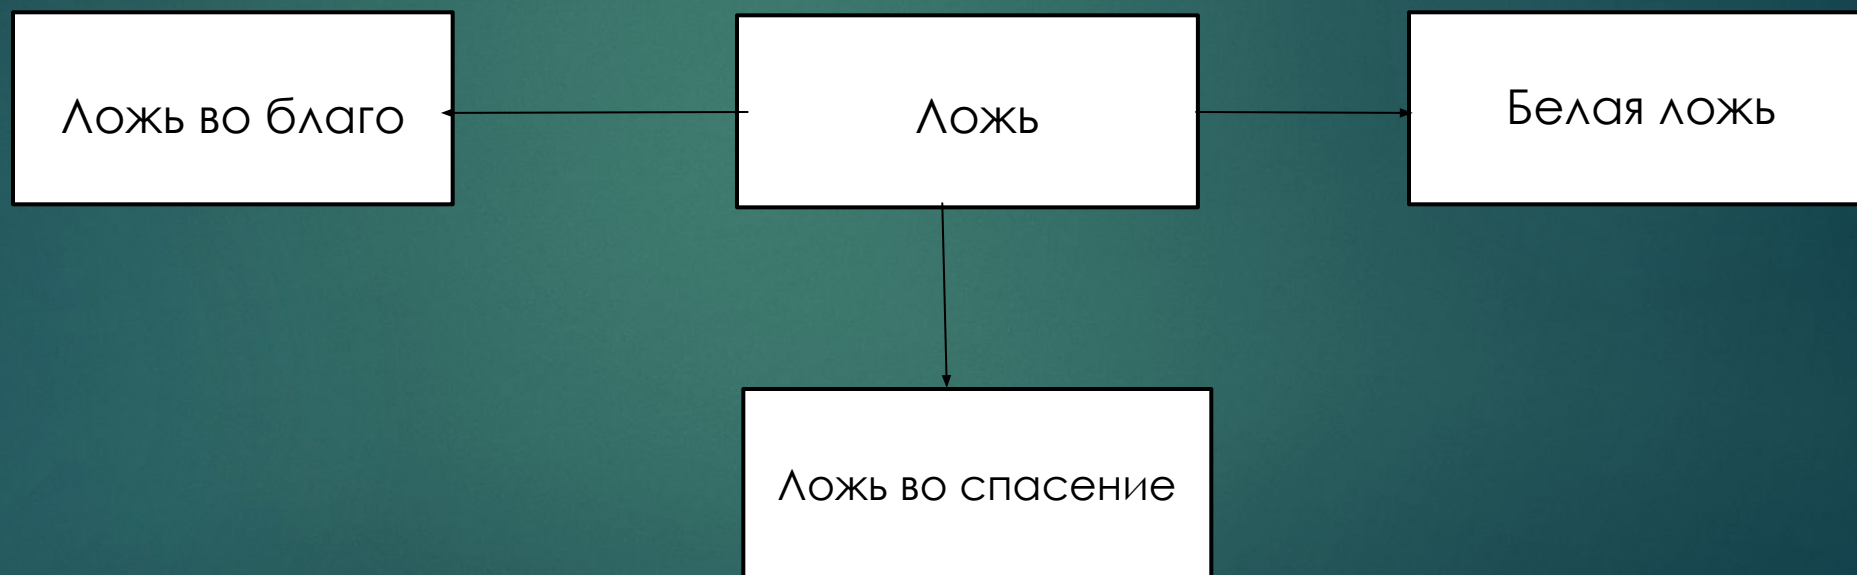 Ложь во благо
Ложь
Белая ложь
Ложь во спасение